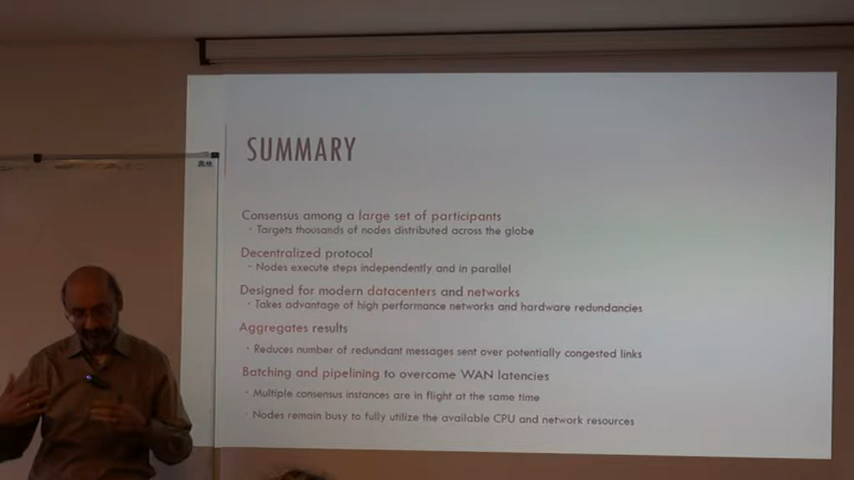 SUMMARY
Consensus among a large set of participants
Targets thousands of nodes distributed across the globe
Decentralized protocol
Nodes execute steps independently and in parallel
Designed for modern datacenters and networks
Takes advantage of high performance networks and hardware redundancies
Aggregates results
Reduces number of redundant messages sent over potentially congested links
Batching and pipelining to overcome WAN latencies
Multiple consensus instances are in flight at the same time
Nodes remain busy to fully utilize the available CPU and network resources